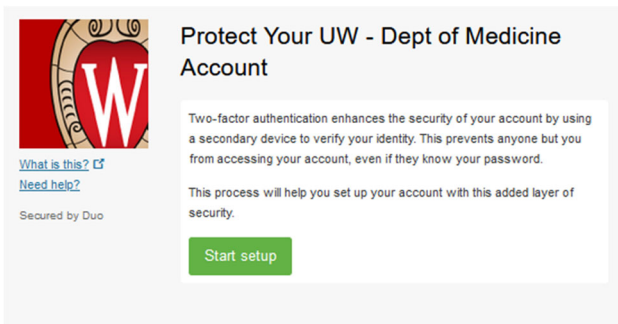 Protect Your UW - Dept of Medicine
Account
W
Two-factor authentication enhances the security of your account by using
a secondary device to verify your identity. This prevents anyone but you
from accessing your account, even if they know your password.
What is this?
Need help?
This process will help you set up your account with this added layer of
security.
Secured by Duo
Start setup